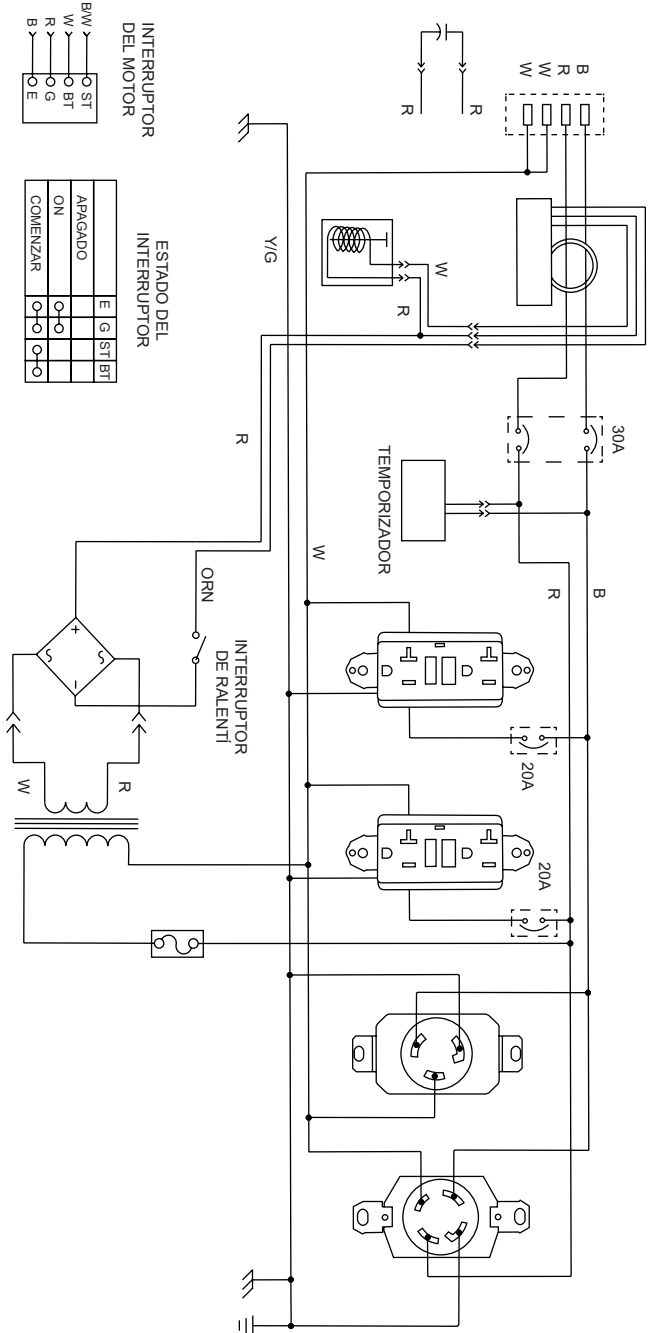 30A
B
B
R
R
W
W
20A
20A
R
R
W
R
TEMPORIZADOR
W
Y/G
R
INTERRUPTOR
DE RALENTÍ
ORN
+
-
R
W
INTERRUPTOR
DEL MOTOR
B/W ST
W BT
R G
B E
ESTADO DEL
INTERRUPTOR
E G ST BT
APAGADO
ON
COMENZAR